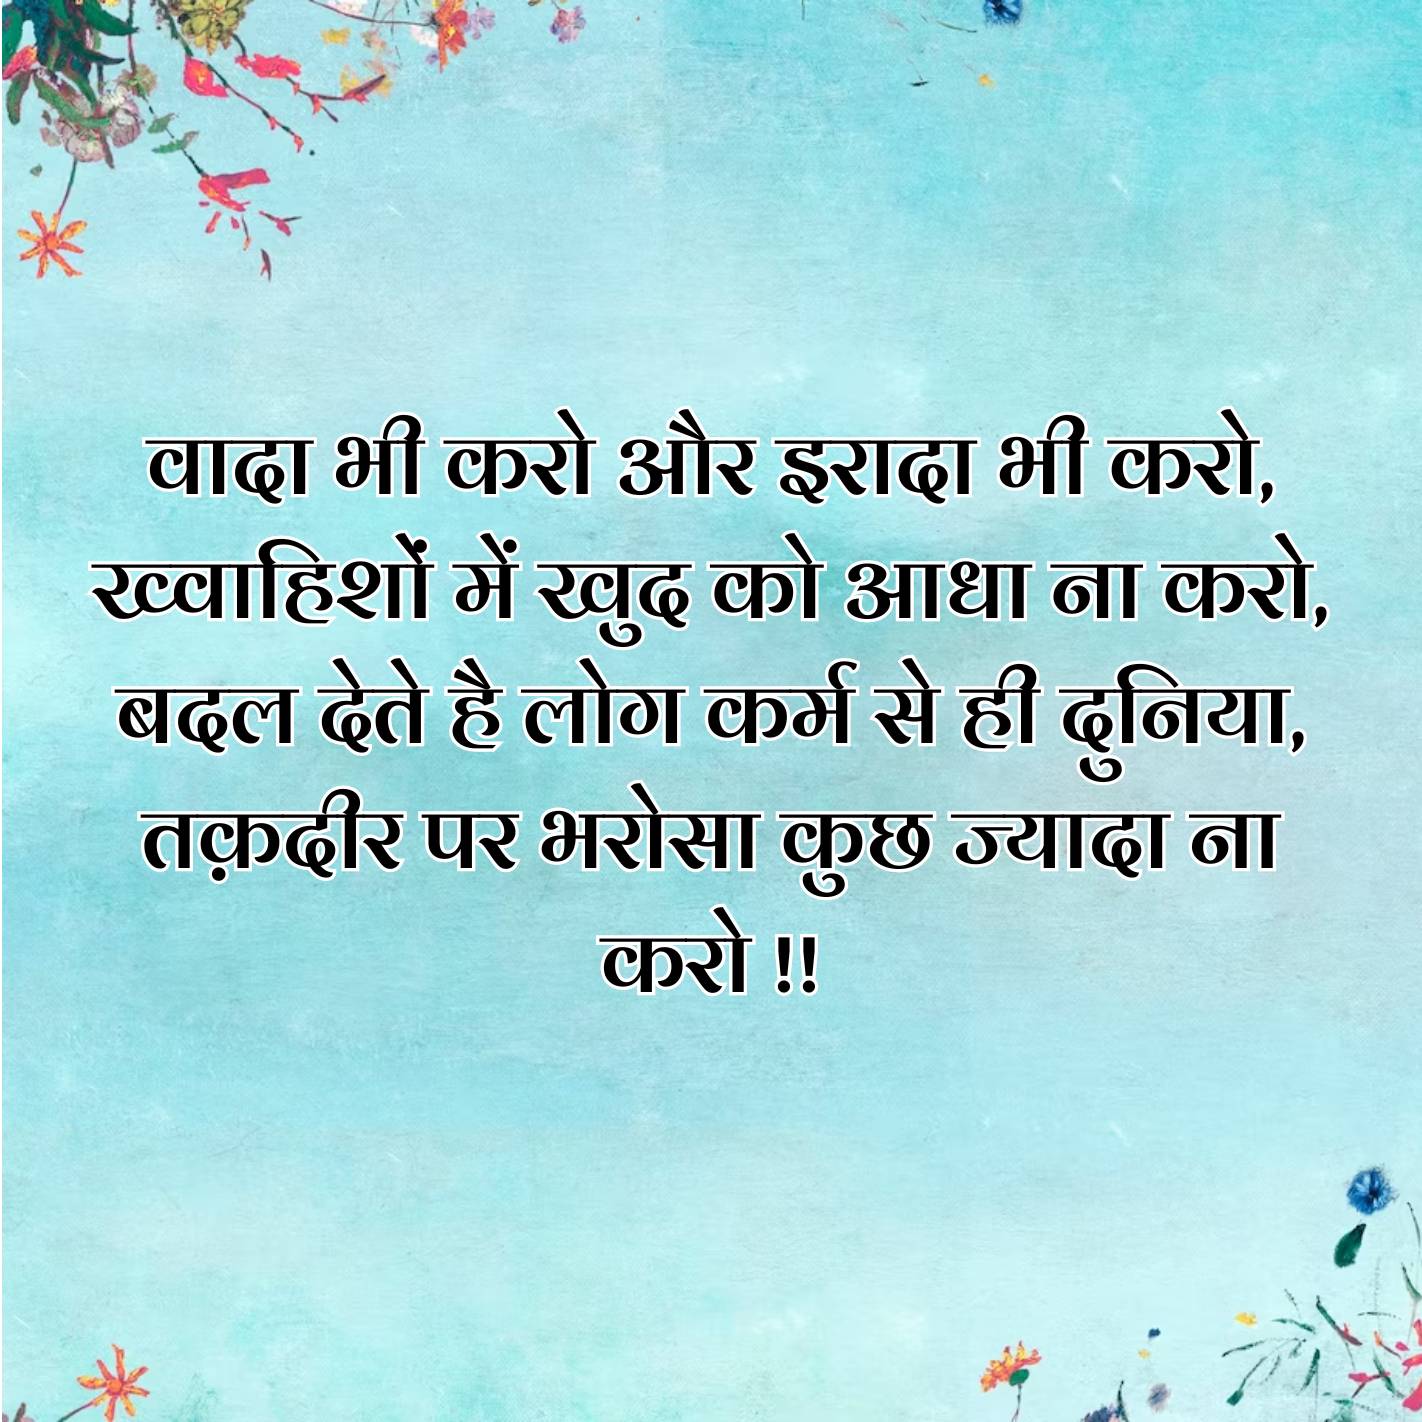 वादा भी करो और इरादा भी करो,
ख्वाहिशों में खुद को आधा ना करो,
बदल देते है लोग कर्म से ही दुनिया,
तक़दीर पर भरोसा कुछ ज्यादा ना
करो !!